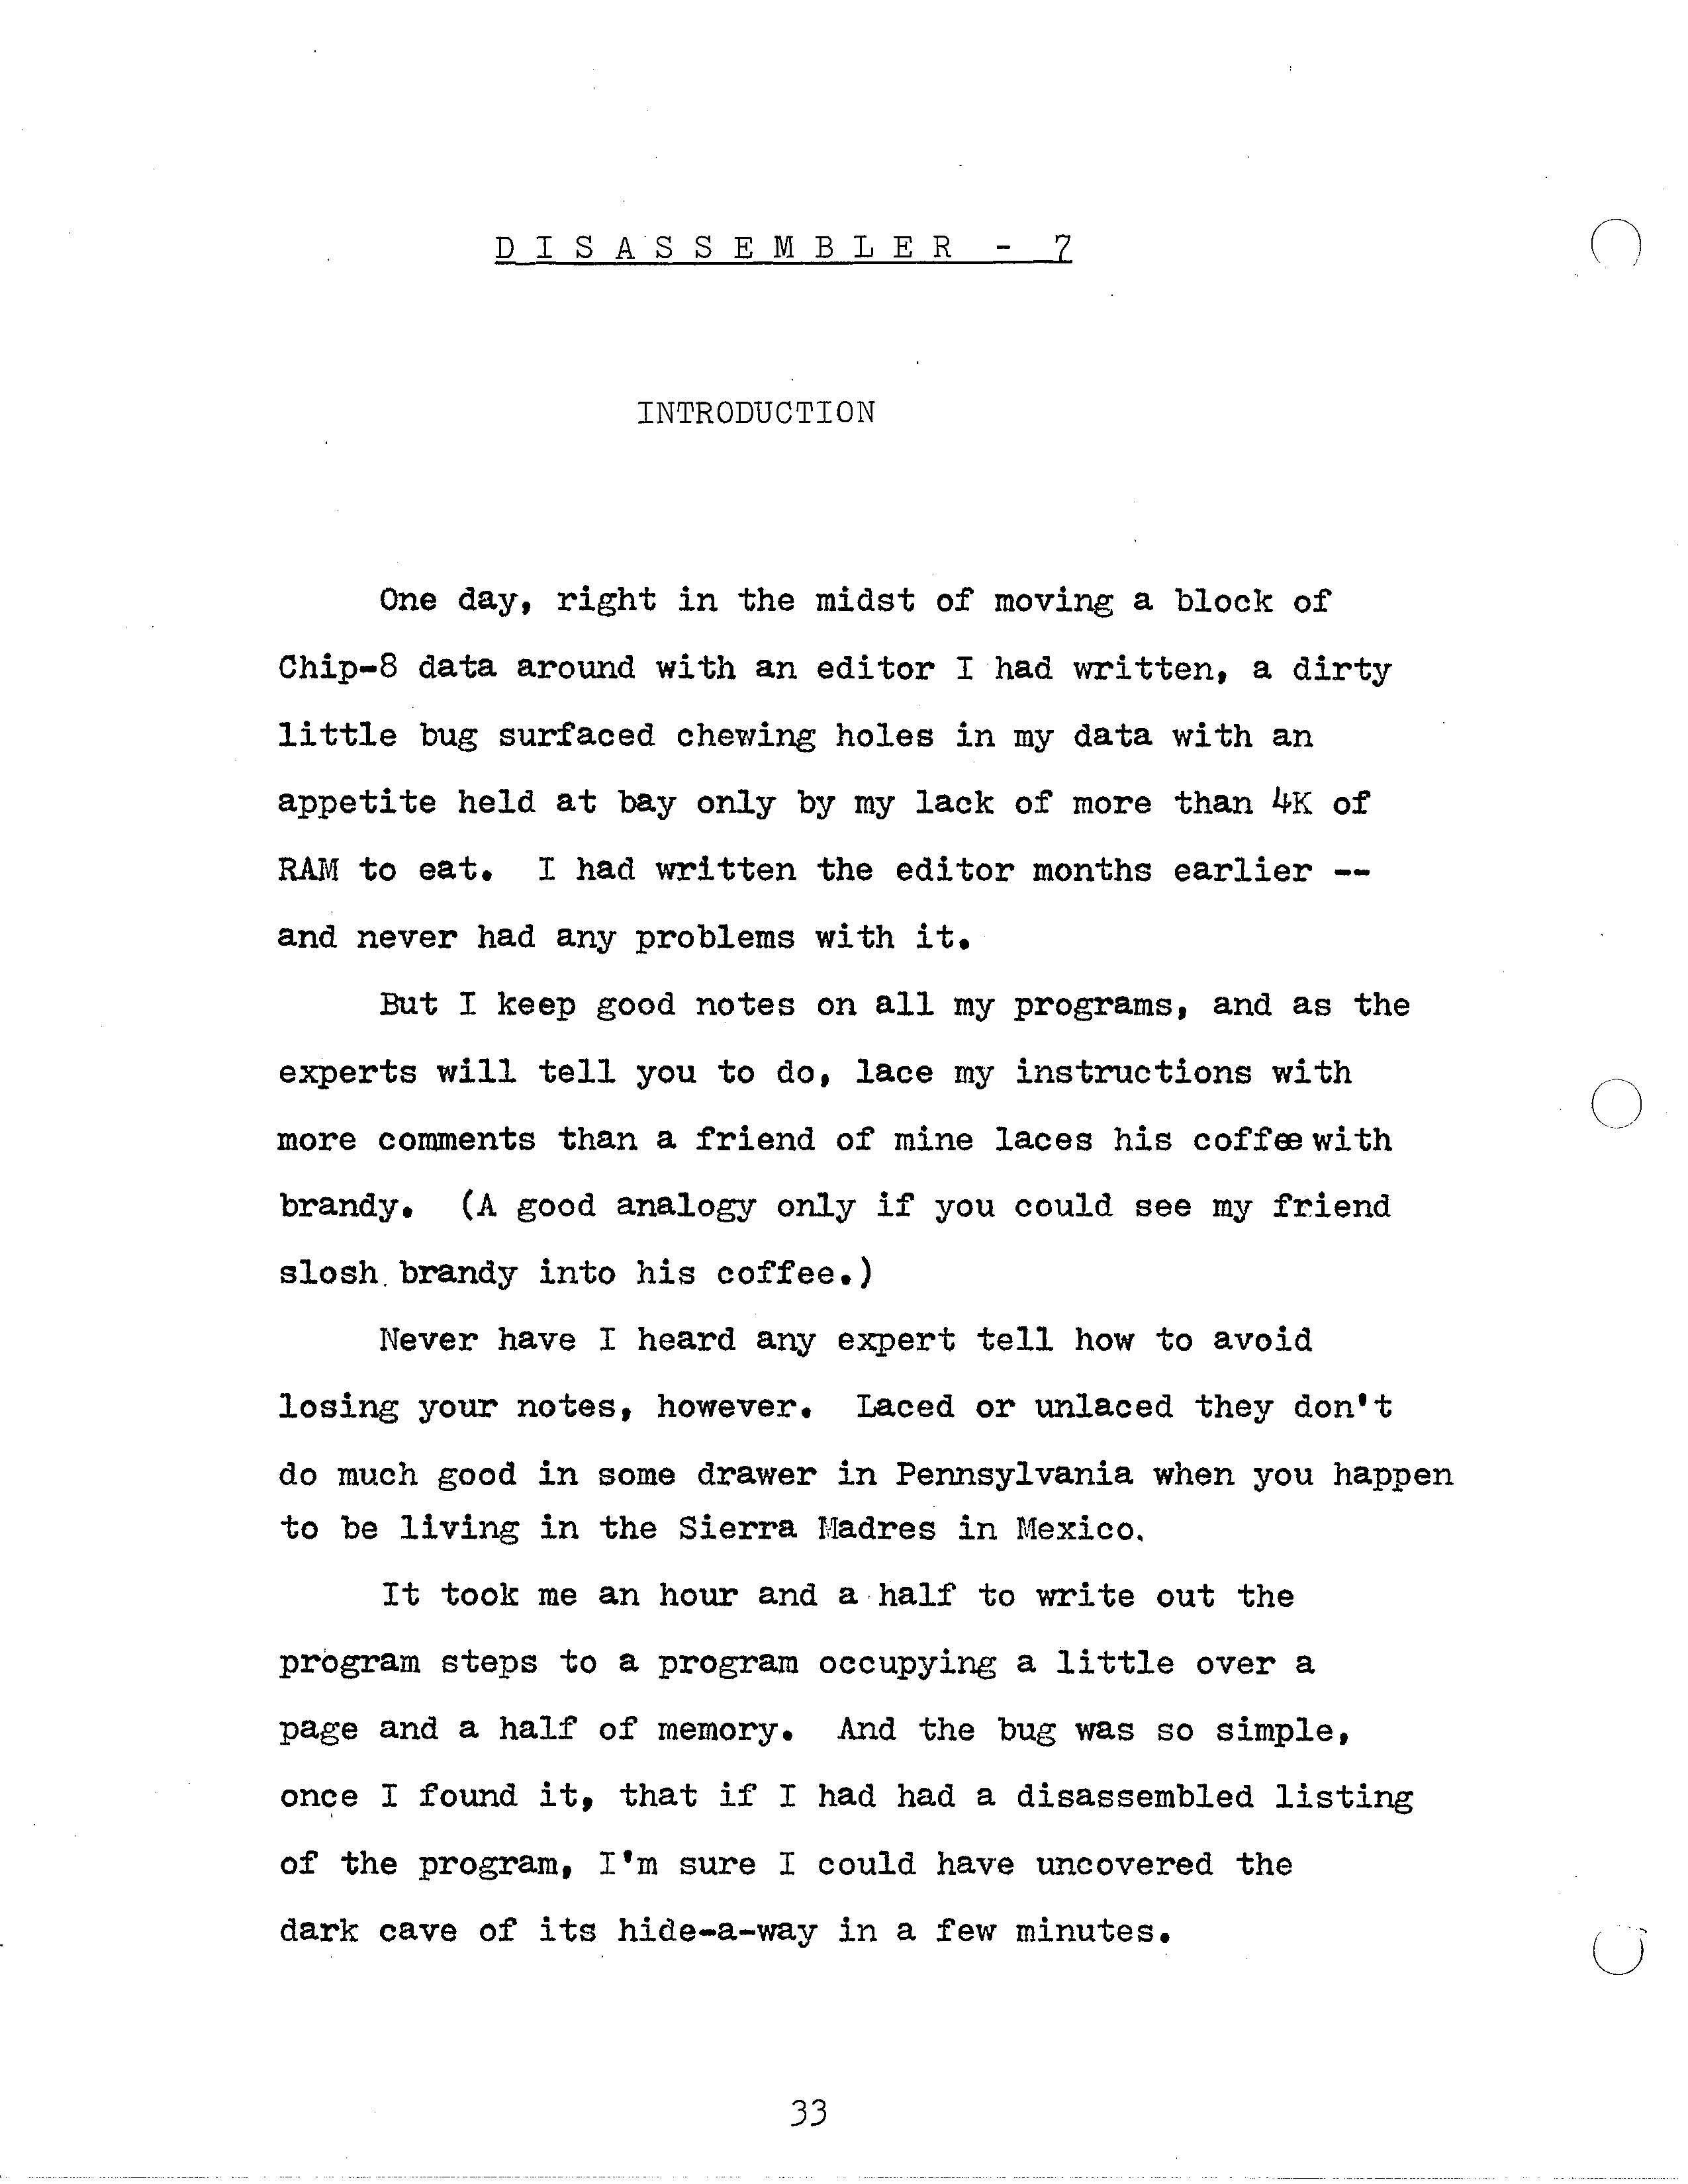 D I S A S S E M B L E R - 7
INTRODUCTION
One day, right in the midst of moving a block of
Chip-8 data around with an editor I had written, a dirty
little bug surfaced chewing holes in my data with an
appetite held at bay only by my lack of more than 4K of
RAM to eat.  I had written the editor months earlier --
and never had any problems with it.
But I keep good notes on all my programs, and as the
experts will tell you to do, lace my instructions with
more comments than a friend of mine laces his coffee with
brandy.  (A good analogy only if you could see my friend
slosh brandy into his coffee.)
Never have I heard any expert tell how to avoid
losing your notes, however.  Laced or unlaced they don't
do much good in some drawer in Pennsylvania when you happen
to be living in the Sierra Madres in Mexico.
It took me an hour and a half to write out the
program steps to a program occupying a little over a
page and a half of memory.  And the bug was so simple,
once I found it, that if I had had a disassembled listing
of the program, I'm sure I could have uncovered the
dark cave of its hide-a-way in a few minutes.
33